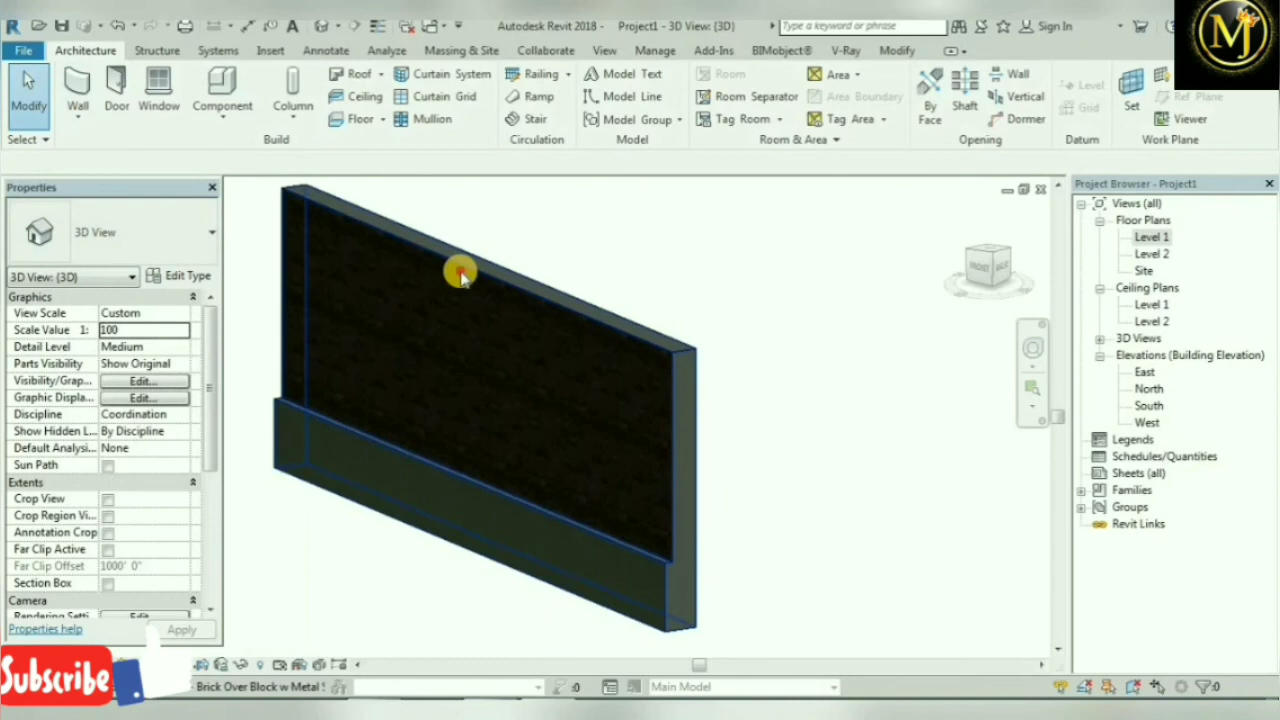 Autodesk Revit 2018 - Project1 - 3D View: {3D}
Type a keyword or phrase
Sign In
MJ
File Architecture Structure Systems Insert Annotate Analyze Massing & Site Collaborate View Manage Add-Ins BIMobject® V-Ray Modify
Modify Wall Door Window Component Column
Roof Curtain System Railing Model Text Room Area Wall Level
Ceiling Curtain Grid Ramp Model Line Room Separator Area Boundary Vertical Grid Ref Plane
Floor Mullion Stair Model Group Tag Room Tag Area Dormer Viewer
By Face Shaft Set
Select Build Circulation Model Room & Area Opening Datum Work Plane
Properties
3D View
3D View: {3D} Edit Type
Graphics
View Scale Custom
Scale Value 1: 100
Detail Level Medium
Parts Visibility Show Original
Visibility/Grap... Edit...
Graphic Displa... Edit...
Discipline Coordination
Show Hidden L... By Discipline
Default Analysi... None
Sun Path
Extents
Crop View
Crop Region Vi...
Annotation Crop
Far Clip Active
Far Clip Offset 1000' 0"
Section Box
Camera
Rendering Setti... Edit...
Properties help Apply
Subscribe
FRONT
Project Browser - Project1
Views (all)
Floor Plans
Level 1
Level 2
Site
Ceiling Plans
Level 1
Level 2
3D Views
Elevations (Building Elevation)
East
North
South
West
Legends
Schedules/Quantities
Sheets (all)
Families
Groups
Revit Links
Brick Over Block w Metal S
:0
Main Model
:0